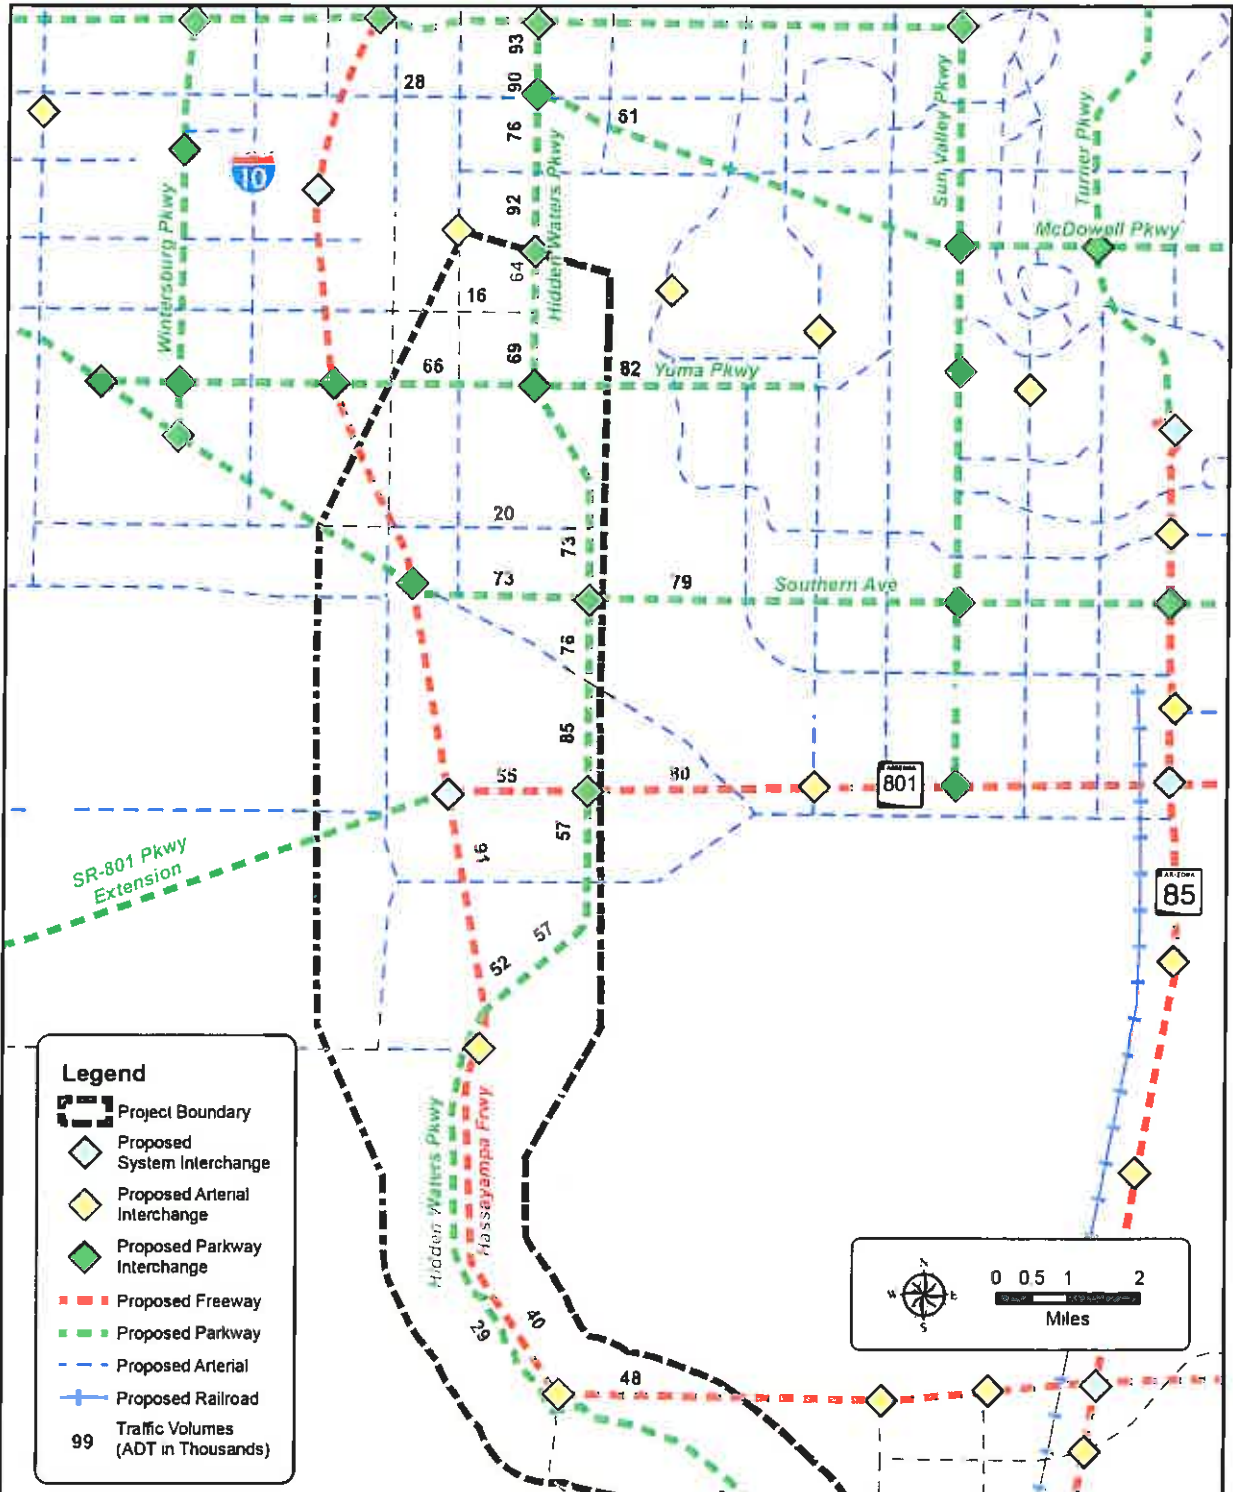 93
28
90
61
76
Sun Valley Pkwy
Turner Pkwy
10
Hidden Waters Pkwy
Wintersburg Pkwy
92
McDowell Pkwy
64
16
69
66
82
Yuma Pkwy
20
73
73
79
Southern Ave
76
85
55
80
ARIZONA
801
57
SR-801 Pkwy
Extension
91
ARIZONA
85
57
52
Hidden Waters Pkwy
Hassayampa Frwy
29
40
48
Legend
Project Boundary
Proposed
System Interchange
Proposed Arterial
Interchange
Proposed Parkway
Interchange
Proposed Freeway
Proposed Parkway
Proposed Arterial
Proposed Railroad
99
Traffic Volumes
(ADT in Thousands)
N
W
E
S
0 0.5 1 2
Miles